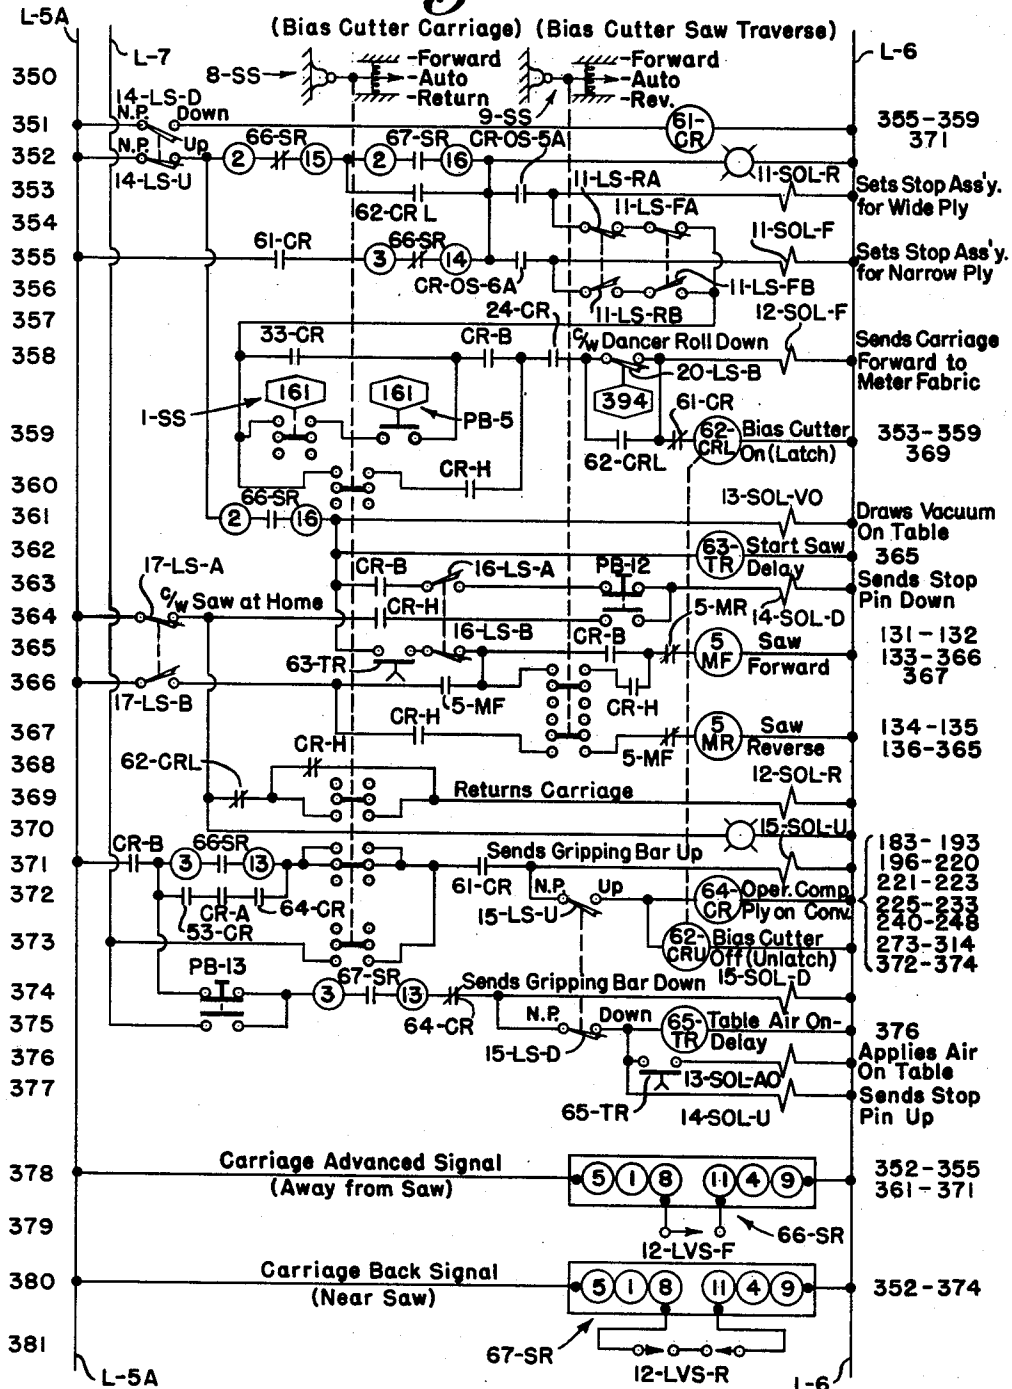 L-5A
(Bias Cutter Carriage) (Bias Cutter Saw Traverse)
L-7
L-6
350
8-SS
-Forward
-Auto
-Return
9-SS
-Forward
-Auto
-Rev.
14-LS-D
N.P. Down
351
61-CR
355-359
371
352
N.P. Up
14-LS-U
2
66-SR
15
2
67-SR
16
CR-OS-5A
11-SOL-R
353
62-CRL
11-LS-RA
Sets Stop Ass'y.
for Wide Ply
354
11-LS-FA
11-SOL-F
355
61-CR
3
66-SR
14
CR-OS-6A
Sets Stop Ass'y.
for Narrow Ply
356
11-LS-RB
11-LS-FB
357
24-CR
12-SOL-F
358
33-CR
CR-B
c/w Dancer Roll Down
20-LS-B
Sends Carriage
Forward to
Meter Fabric
1-SS
161
161
PB-5
394
61-CR
359
62-CRL
62-CRL
Bias Cutter
On (Latch)
353-359
369
360
CR-H
361
2
66-SR
16
13-SOL-VO
Draws Vacuum
On Table
362
63-TR
Start Saw
Delay
365
363
17-LS-A
CR-B
16-LS-A
PB-12
14-SOL-D
Sends Stop
Pin Down
364
c/w Saw at Home
CR-H
365
63-TR
16-LS-B
CR-B
5-MR
5 MF
Saw
Forward
131-132
133-366
367
366
17-LS-B
5-MF
CR-H
367
CR-H
5-MF
5 MR
Saw
Reverse
134-135
136-365
368
62-CRL
CR-H
12-SOL-R
369
Returns Carriage
370
15-SOL-U
371
CR-B
3
66-SR
13
61-CR
Sends Gripping Bar Up
183-193
196-220
221-223
225-233
240-248
273-314
372-374
372
53-CR
CR-A
64-CR
N.P. Up
15-LS-U
64-CR
Oper. Comp.
Ply on Conv.
373
62-CRU
Bias Cutter
Off (Unlatch)
374
PB-13
3
67-SR
13
64-CR
Sends Gripping Bar Down
15-SOL-D
375
N.P. Down
15-LS-D
65-TR
Table Air On-
Delay
376
376
65-TR
13-SOL-AO
Applies Air
On Table
377
14-SOL-U
Sends Stop
Pin Up
378
Carriage Advanced Signal
(Away from Saw)
5 1 8 11 4 9
352-355
361-371
379
12-LVS-F
66-SR
380
Carriage Back Signal
(Near Saw)
5 1 8 11 4 9
352-374
381
67-SR
12-LVS-R
L-5A
L-6